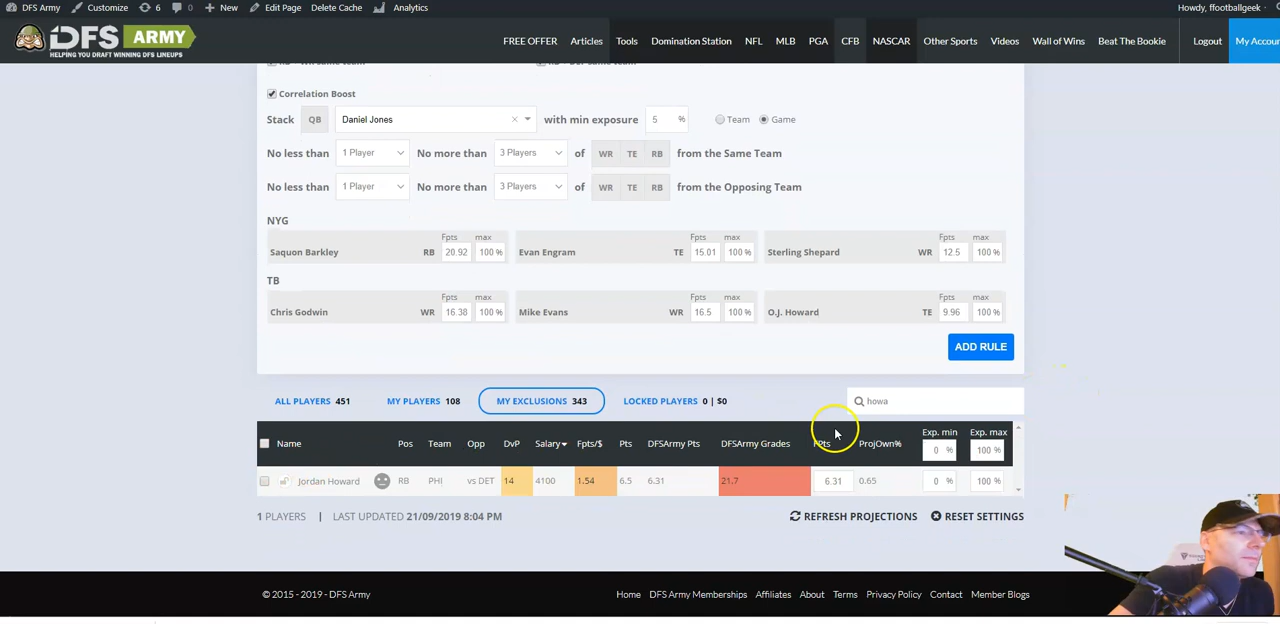 DFS Army Customize 6 0 New Edit Page Delete Cache Analytics Howdy, ffootballgeek
DFS ARMY
HELPING YOU DRAFT WINNING DFS LINEUPS
FREE OFFER Articles Tools Domination Station NFL MLB PGA CFB NASCAR Other Sports Videos Wall of Wins Beat The Bookie Logout My Accou
Correlation Boost
Stack QB Daniel Jones with min exposure 5 % Team Game
No less than 1 Player No more than 3 Players of WR TE RB from the Same Team
No less than 1 Player No more than 3 Players of WR TE RB from the Opposing Team
NYG
Fpts max Fpts max Fpts max
Saquon Barkley RB 20.92 100 % Evan Engram TE 15.01 100 % Sterling Shepard WR 12.5 100 %
TB
Fpts max Fpts max Fpts max
Chris Godwin WR 16.38 100 % Mike Evans WR 16.5 100 % O.J. Howard TE 9.96 100 %
ADD RULE
ALL PLAYERS 451 MY PLAYERS 108 MY EXCLUSIONS 343 LOCKED PLAYERS 0 | $0 howa
Name Pos Team Opp DvP Salary Fpts/$ Pts DFSArmy Pts DFSArmy Grades FPts ProjOwn% Exp. min 0 % Exp. max 100 %
Jordan Howard RB PHI vs DET 14 4100 1.54 6.5 6.31 21.7 6.31 0.65 0 % 100 %
1 PLAYERS | LAST UPDATED 21/09/2019 8:04 PM REFRESH PROJECTIONS RESET SETTINGS
© 2015 - 2019 - DFS Army Home DFS Army Memberships Affiliates About Terms Privacy Policy Contact Member Blogs